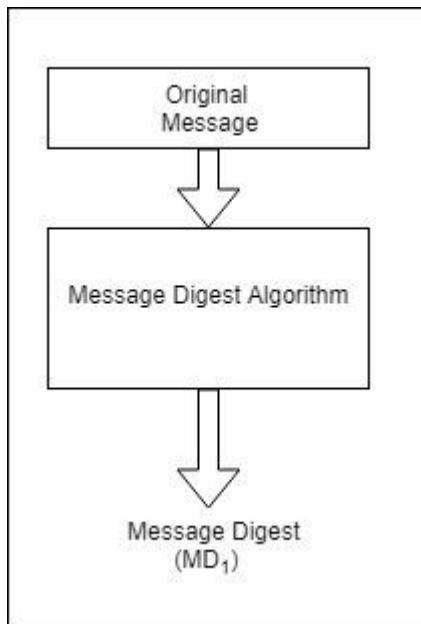 Original
Message
Message Digest Algorithm
Message Digest
(MD₁)